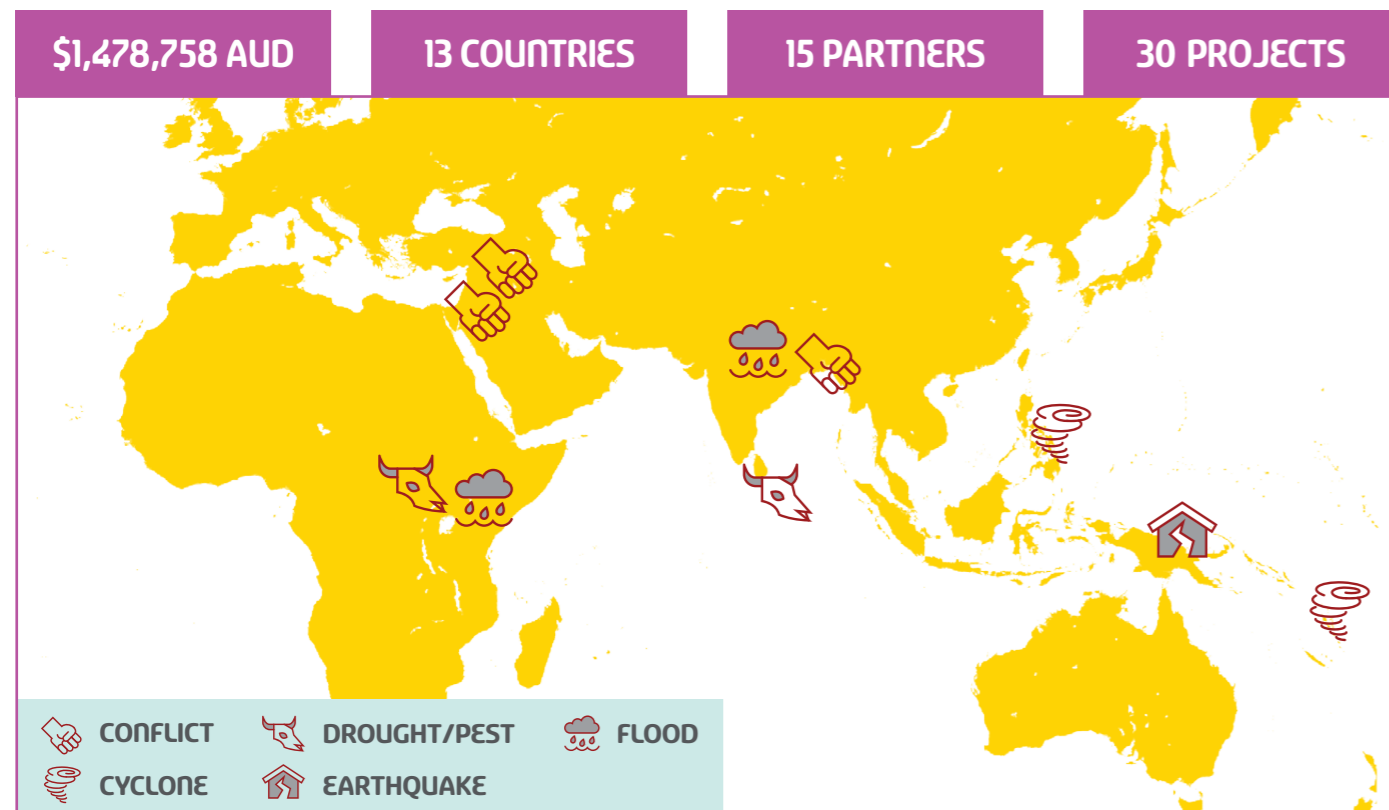 $1,478,758 AUD
13 COUNTRIES
15 PARTNERS
30 PROJECTS
CONFLICT
DROUGHT/PEST
FLOOD
CYCLONE
EARTHQUAKE